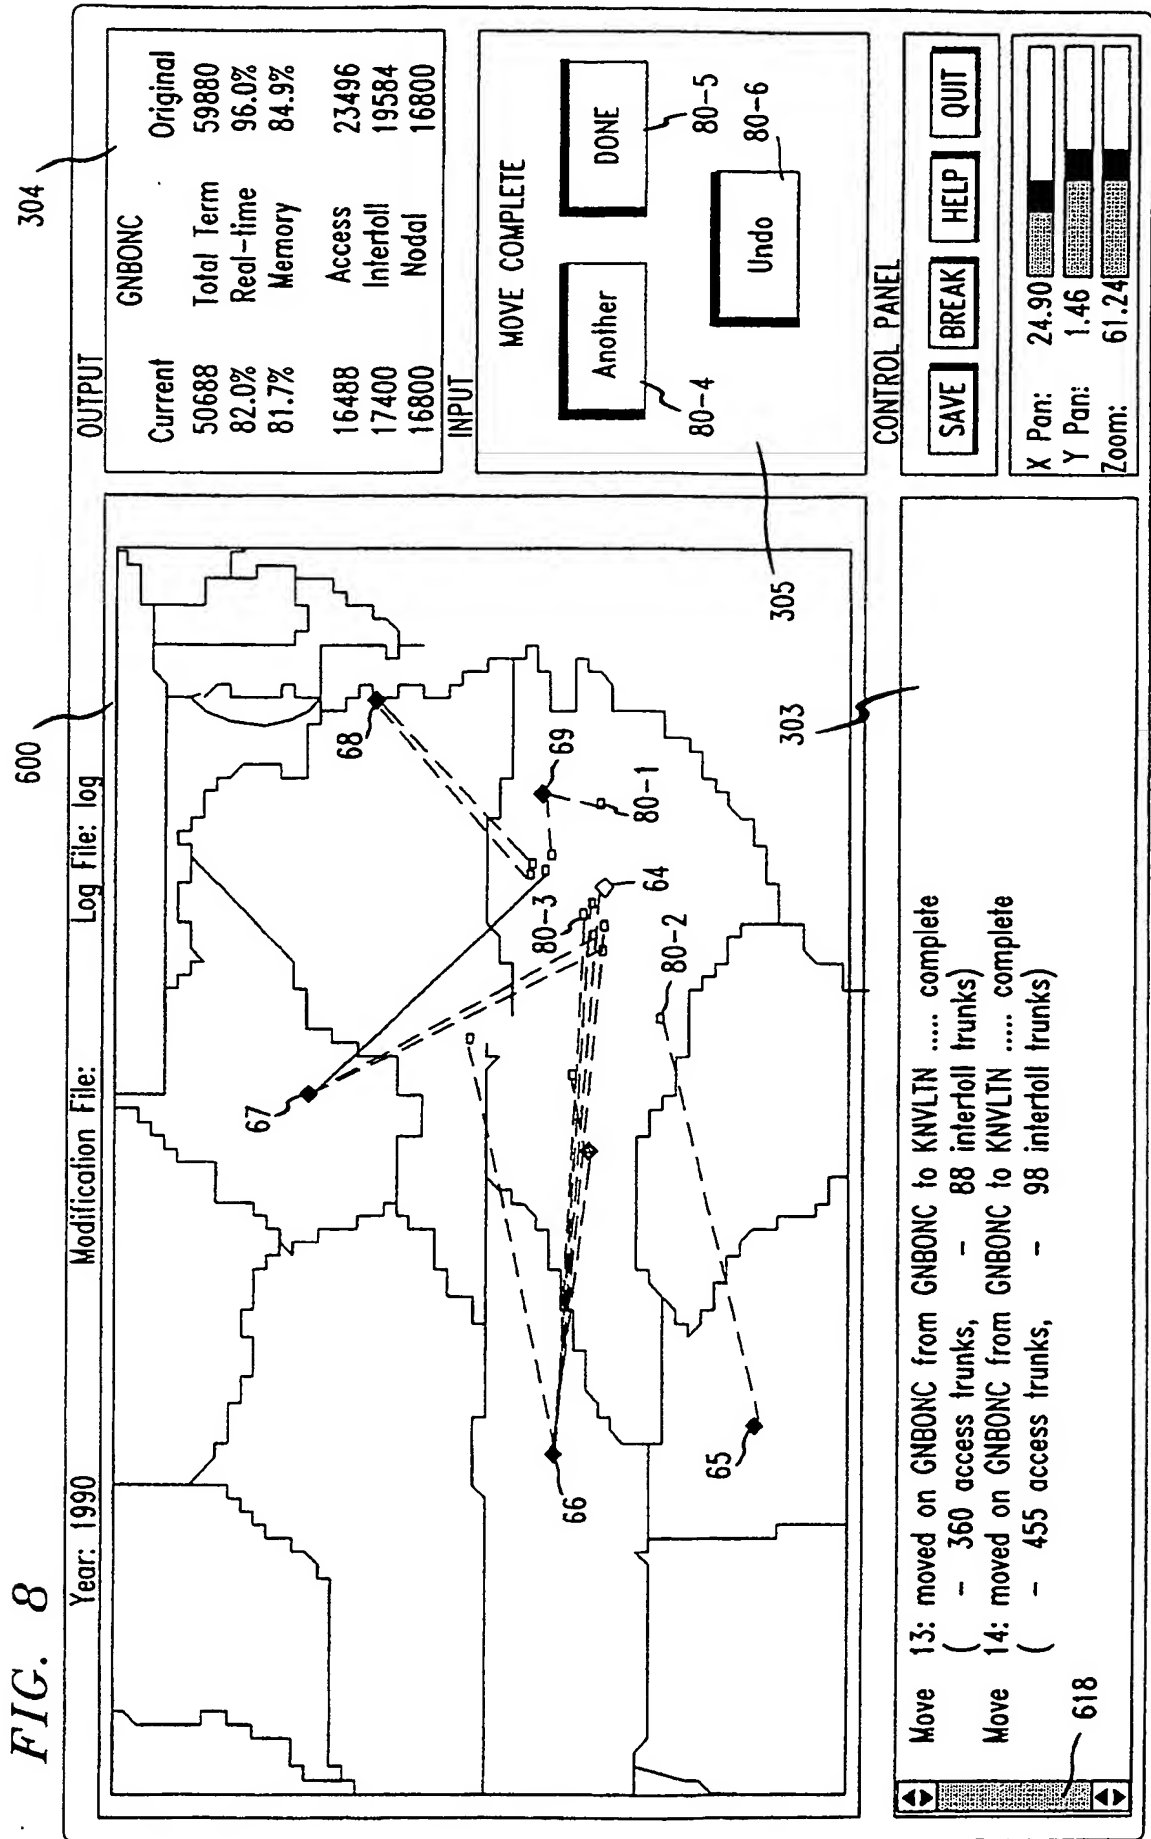 FIG. 8
600
304
Year: 1990 Modification File: Log File: log
OUTPUT
GNBONC
Current Original
50688 Total Term 59880
82.0% Real-time 96.0%
81.7% Memory 84.9%
16488 Access 23496
17400 Intertoll 19584
16800 Nodal 16800
INPUT
MOVE COMPLETE
Another
DONE
Undo
80-4
80-5
80-6
305
67
68
69
80-1
80-3
64
80-2
66
65
303
CONTROL PANEL
SAVE BREAK HELP QUIT
X Pan: 24.90
Y Pan: 1.46
Zoom: 61.24
Move 13: moved on GNBONC from GNBONC to KNVLTN ..... complete
( - 360 access trunks, - 88 intertoll trunks)
Move 14: moved on GNBONC from GNBONC to KNVLTN ..... complete
( - 455 access trunks, - 98 intertoll trunks)
618